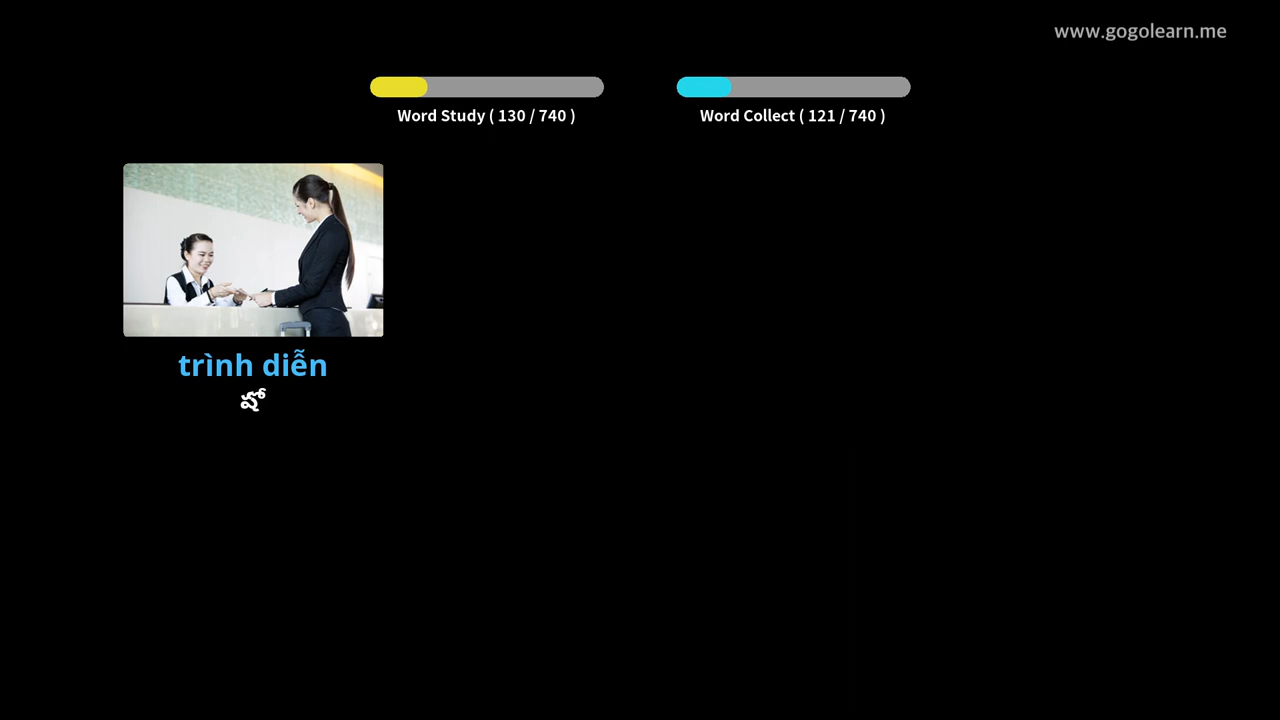 www.gogolearn.me
Word Study ( 130 / 740 )
Word Collect ( 121 / 740 )
trình diễn
షో